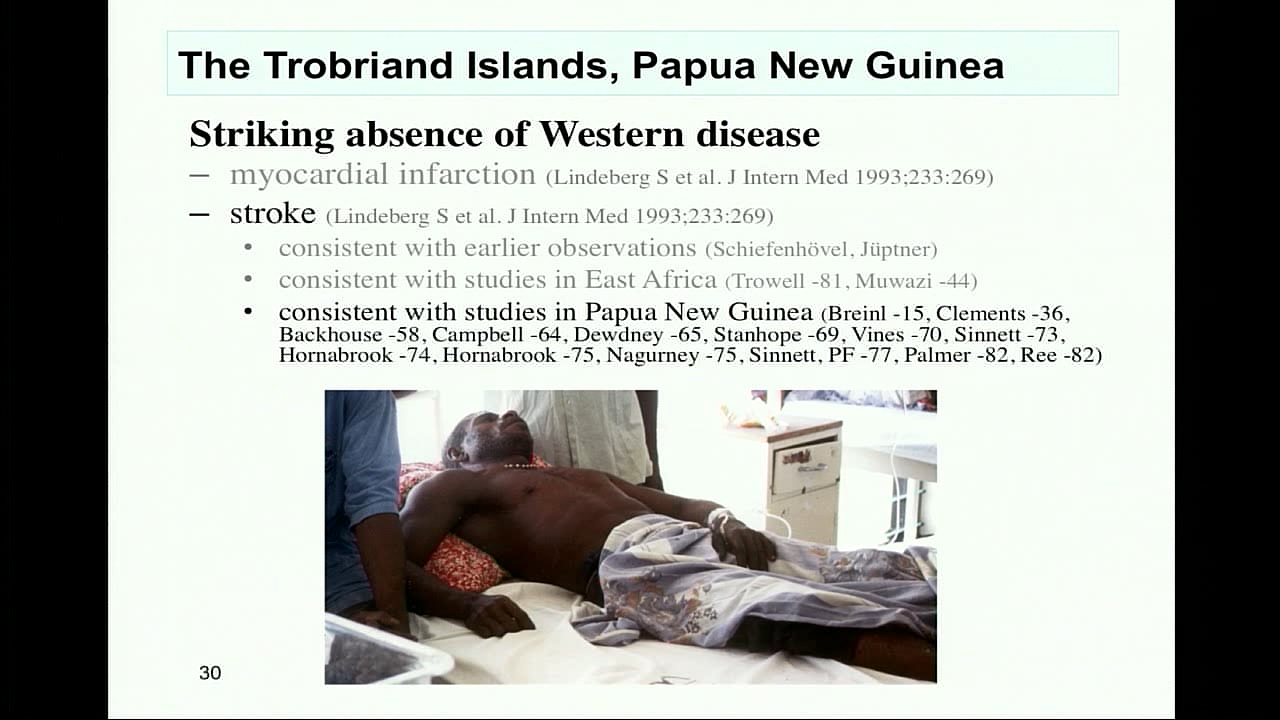 The Trobriand Islands, Papua New Guinea
Striking absence of Western disease
– myocardial infarction (Lindeberg S et al. J Intern Med 1993;233:269)
– stroke (Lindeberg S et al. J Intern Med 1993;233:269)
• consistent with earlier observations (Schiefenhövel, Jüptner)
• consistent with studies in East Africa (Trowell -81, Muwazi -44)
• consistent with studies in Papua New Guinea (Breinl -15, Clements -36,
Backhouse -58, Campbell -64, Dewdney -65, Stanhope -69, Vines -70, Sinnett -73,
Hornabrook -74, Hornabrook -75, Nagurney -75, Sinnett, PF -77, Palmer -82, Ree -82)
30